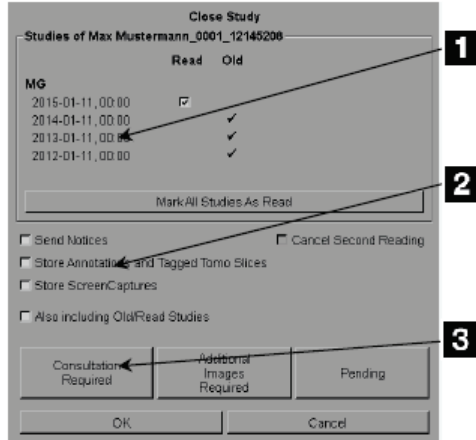 Close Study
Studies of Max Mustermann_0001_12145208
Read Old
MG
2015-01-11, 00:00
2014-01-11, 00:00
2013-01-11, 00:00
2012-01-11, 00:00
Mark All Studies As Read
Send Notices Cancel Second Reading
Store Annotations and Tagged Tomo Slices
Store ScreenCaptures
Also including Old/Read Studies
Consultation Required
Additional Images Required
Pending
OK Cancel
1
2
3